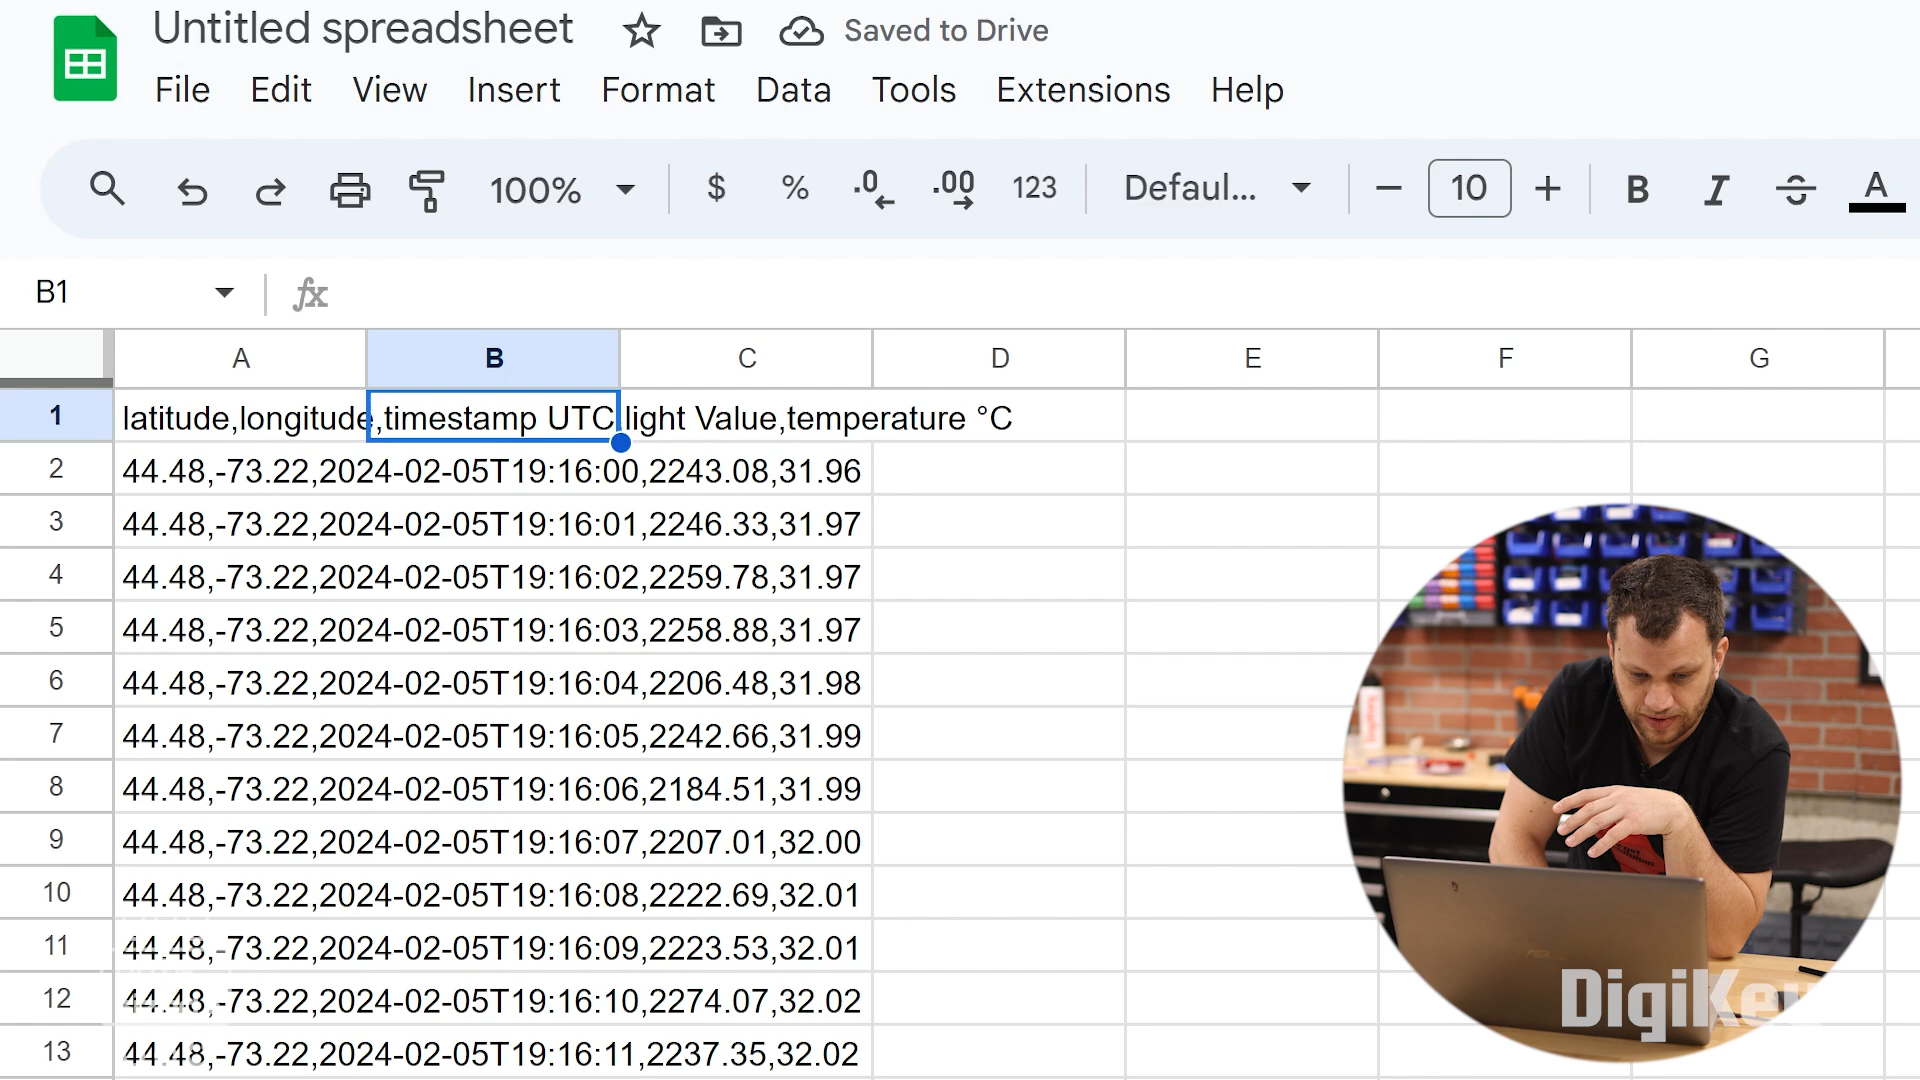 Untitled spreadsheet Saved to Drive
File Edit View Insert Format Data Tools Extensions Help
100% $ % .0 .00 123 Defaul... − 10 + B I S A
B1 fx
A B C D E F G
1 latitude,longitude,timestamp UTC,light Value,temperature °C
2 44.48,-73.22,2024-02-05T19:16:00,2243.08,31.96
3 44.48,-73.22,2024-02-05T19:16:01,2246.33,31.97
4 44.48,-73.22,2024-02-05T19:16:02,2259.78,31.97
5 44.48,-73.22,2024-02-05T19:16:03,2258.88,31.97
6 44.48,-73.22,2024-02-05T19:16:04,2206.48,31.98
7 44.48,-73.22,2024-02-05T19:16:05,2242.66,31.99
8 44.48,-73.22,2024-02-05T19:16:06,2184.51,31.99
9 44.48,-73.22,2024-02-05T19:16:07,2207.01,32.00
10 44.48,-73.22,2024-02-05T19:16:08,2222.69,32.01
11 44.48,-73.22,2024-02-05T19:16:09,2223.53,32.01
12 44.48,-73.22,2024-02-05T19:16:10,2274.07,32.02
13 44.48,-73.22,2024-02-05T19:16:11,2237.35,32.02
DigiKey